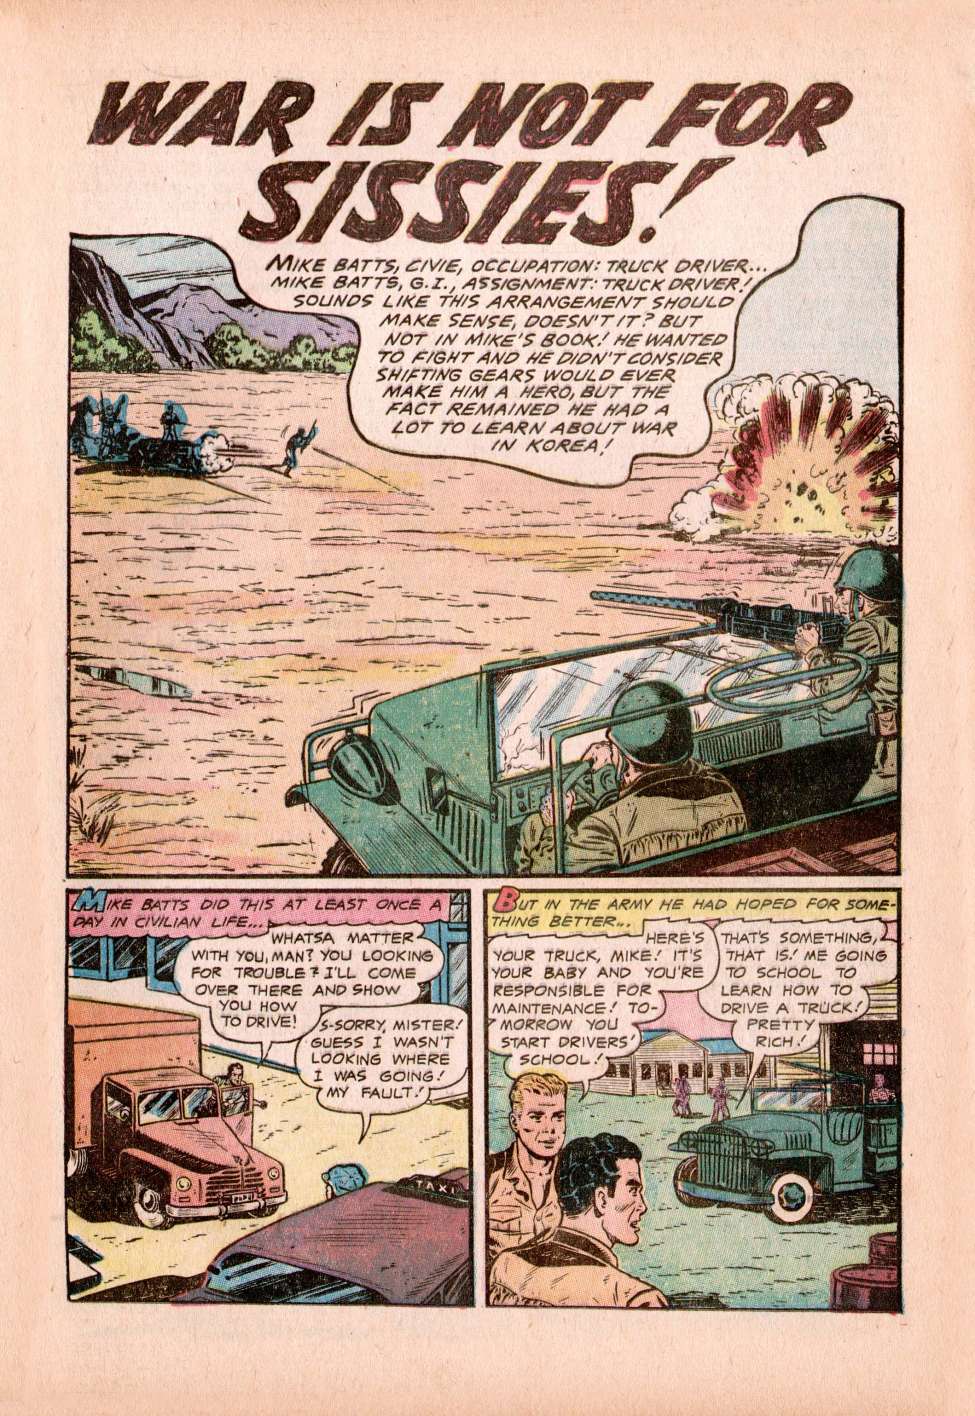 WAR IS NOT FOR
SISSIES!
MIKE BATTS, CIVIE, OCCUPATION: TRUCK DRIVER...
MIKE BATTS, G.I., ASSIGNMENT: TRUCK DRIVER!
SOUNDS LIKE THIS ARRANGEMENT SHOULD
MAKE SENSE, DOESN'T IT? BUT
NOT IN MIKE'S BOOK! HE WANTED
TO FIGHT AND HE DIDN'T CONSIDER
SHIFTING GEARS WOULD EVER
MAKE HIM A HERO, BUT THE
FACT REMAINED HE HAD A
LOT TO LEARN ABOUT WAR
IN KOREA!
MIKE BATTS DID THIS AT LEAST ONCE A
DAY IN CIVILIAN LIFE...
WHATSA MATTER
WITH YOU, MAN? YOU LOOKING
FOR TROUBLE? I'LL COME
OVER THERE AND SHOW
YOU HOW
TO DRIVE!
S-SORRY, MISTER!
GUESS I WASN'T
LOOKING WHERE
I WAS GOING!
MY FAULT!
TAXI
BUT IN THE ARMY HE HAD HOPED FOR SOME-
THING BETTER...
HERE'S
YOUR TRUCK, MIKE! IT'S
YOUR BABY AND YOU'RE
RESPONSIBLE FOR
MAINTENANCE! TO-
MORROW YOU
START DRIVERS'
SCHOOL!
THAT'S SOMETHING,
THAT IS! ME GOING
TO SCHOOL TO
LEARN HOW TO
DRIVE A TRUCK!
PRETTY
RICH!